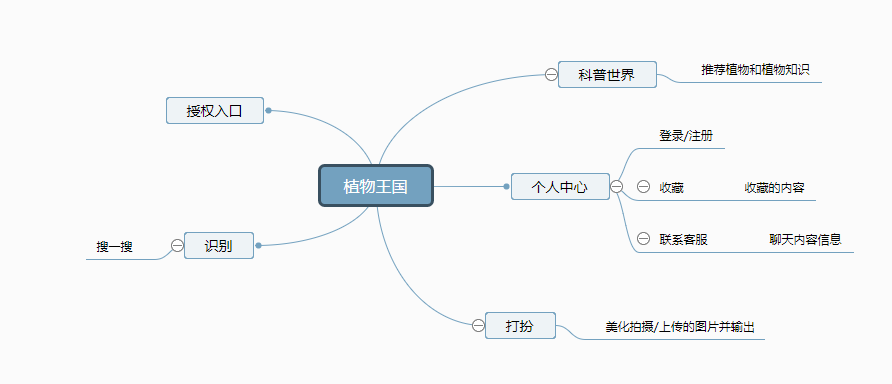 植物王国
科普世界
推荐植物和植物知识
个人中心
登录/注册
收藏
收藏的内容
联系客服
聊天内容信息
打扮
美化拍摄/上传的图片并输出
授权入口
识别
搜一搜